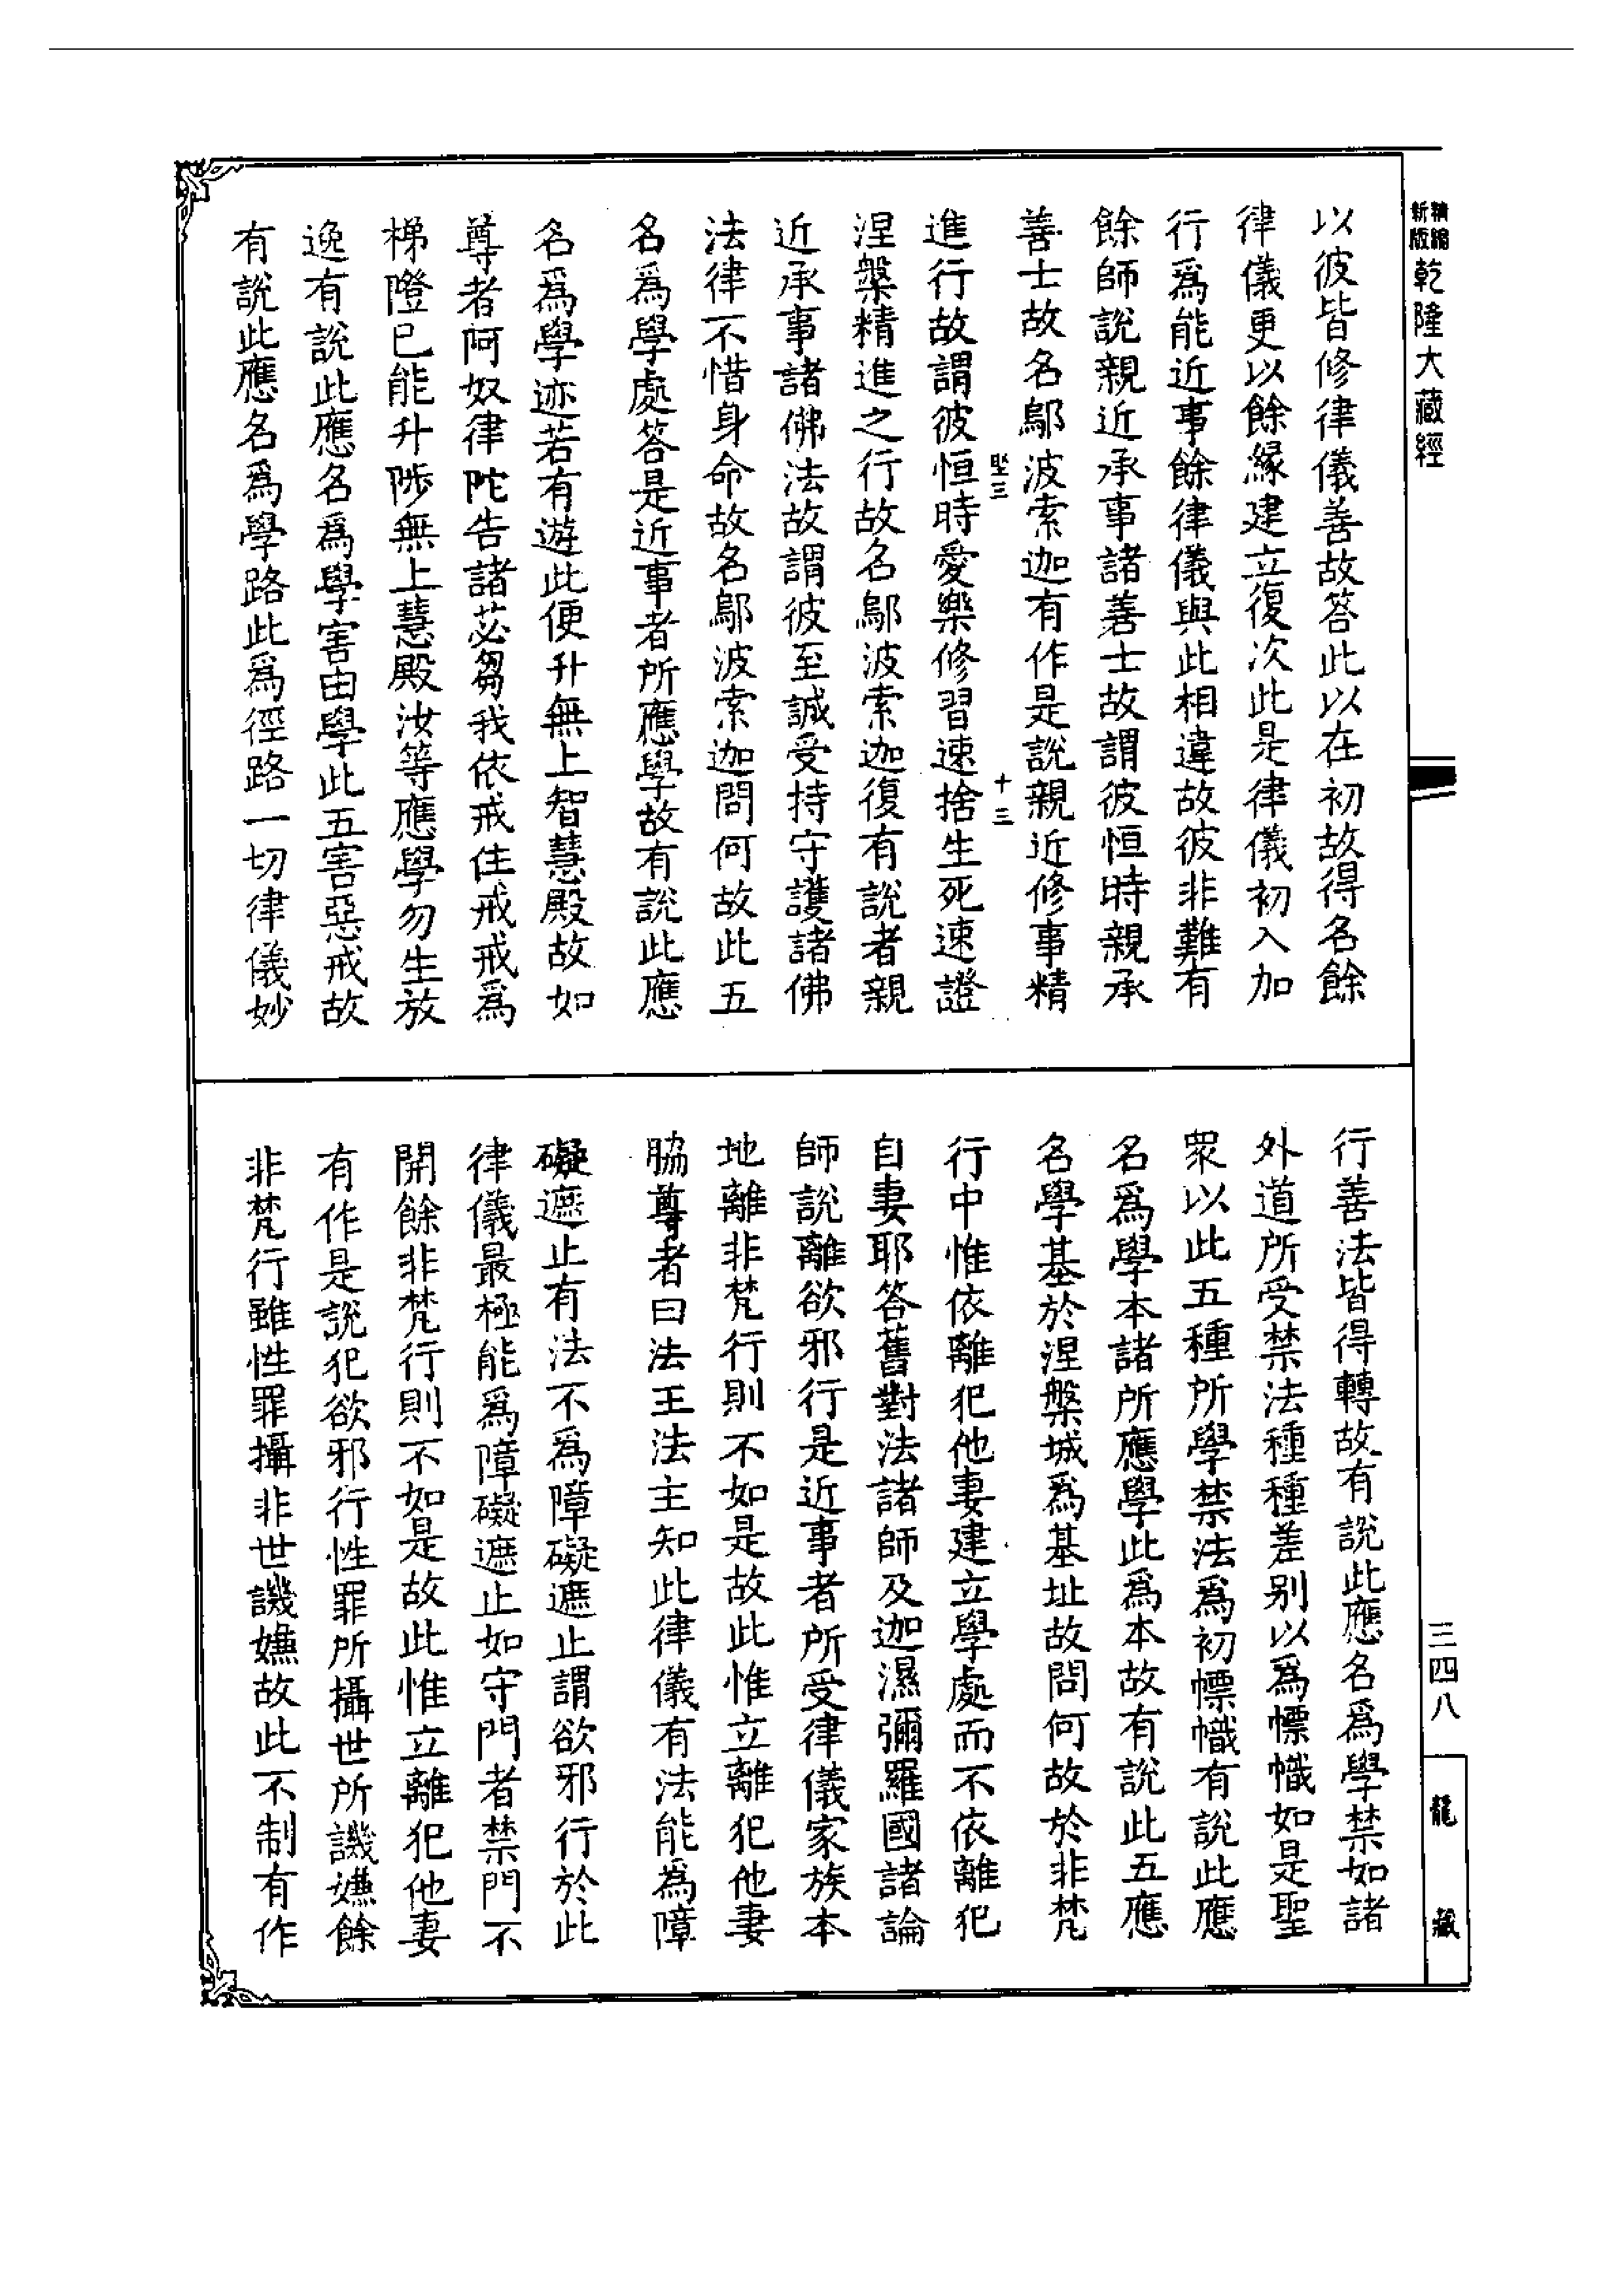 精編
新版
乾隆大藏經
以彼皆修律儀善故答此以在初故得名餘
律儀更以餘緣建立復次此是律儀初入加
行爲能近事餘律儀與此相違故彼非難有
餘師說親近承事諸善士故謂彼恒時親承
善士故名鄔波索迦有作是說親近修事精
堅三
十三
進行故謂彼恒時愛樂修習速捨生死速證
涅槃精進之行故名鄔波索迦復有說者親
近承事諸佛法故謂彼至誠受持守護諸佛
法律不惜身命故名鄔波索迦問何故此五
名爲學處答是近事者所應學故有說此應
名爲學迹若有遊此便升無上智慧殿故如
尊者阿奴律陀告諸苾芻我依戒住戒戒爲
梯隥已能升陟無上慧殿汝等應學勿生放
逸有說此應名爲學害由學此五害惡戒故
有說此應名爲學路此爲徑路一切律儀妙
行善法皆得轉故有說此應名爲學禁如諸
外道所受禁法種種差别以爲幖幟如是聖
眾以此五種所學禁法爲初幖幟有說此應
名爲學本諸所應學此爲本故有說此五應
名學基於涅槃城爲基址故問何故於非梵
行中惟依離犯他妻建立學處而不依離犯
自妻耶答舊對法諸師及迦濕彌羅國諸論
師說離欲邪行是近事者所受律儀家族本
地離非梵行則不如是故此惟立離犯他妻
脇尊者曰法王法主知此律儀有法能爲障
礙遮止有法不爲障礙遮止謂欲邪行於此
律儀最極能爲障礙遮止如守門者禁門不
開餘非梵行則不如是故此惟立離犯他妻
有作是說犯欲邪行性罪所攝世所譏嫌餘
非梵行雖性罪攝非世譏嫌故此不制有作
三四八
龍藏